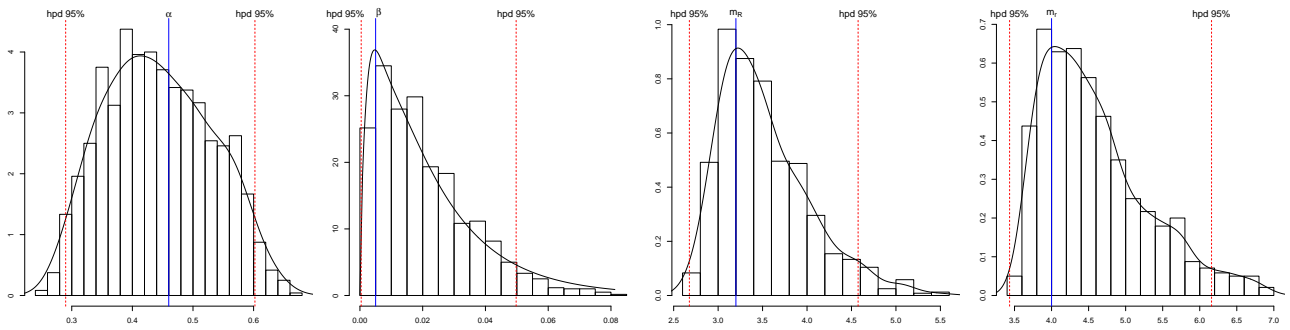 hpd 95% α hpd 95%
0 1 2 3 4
0.3 0.4 0.5 0.6
hpd 95% β hpd 95%
0 10 20 30 40
0.00 0.02 0.04 0.06 0.08
hpd 95% m_R hpd 95%
0.0 0.2 0.4 0.6 0.8 1.0
2.5 3.0 3.5 4.0 4.5 5.0 5.5
hpd 95% m_r hpd 95%
0.0 0.1 0.2 0.3 0.4 0.5 0.6 0.7
3.5 4.0 4.5 5.0 5.5 6.0 6.5 7.0